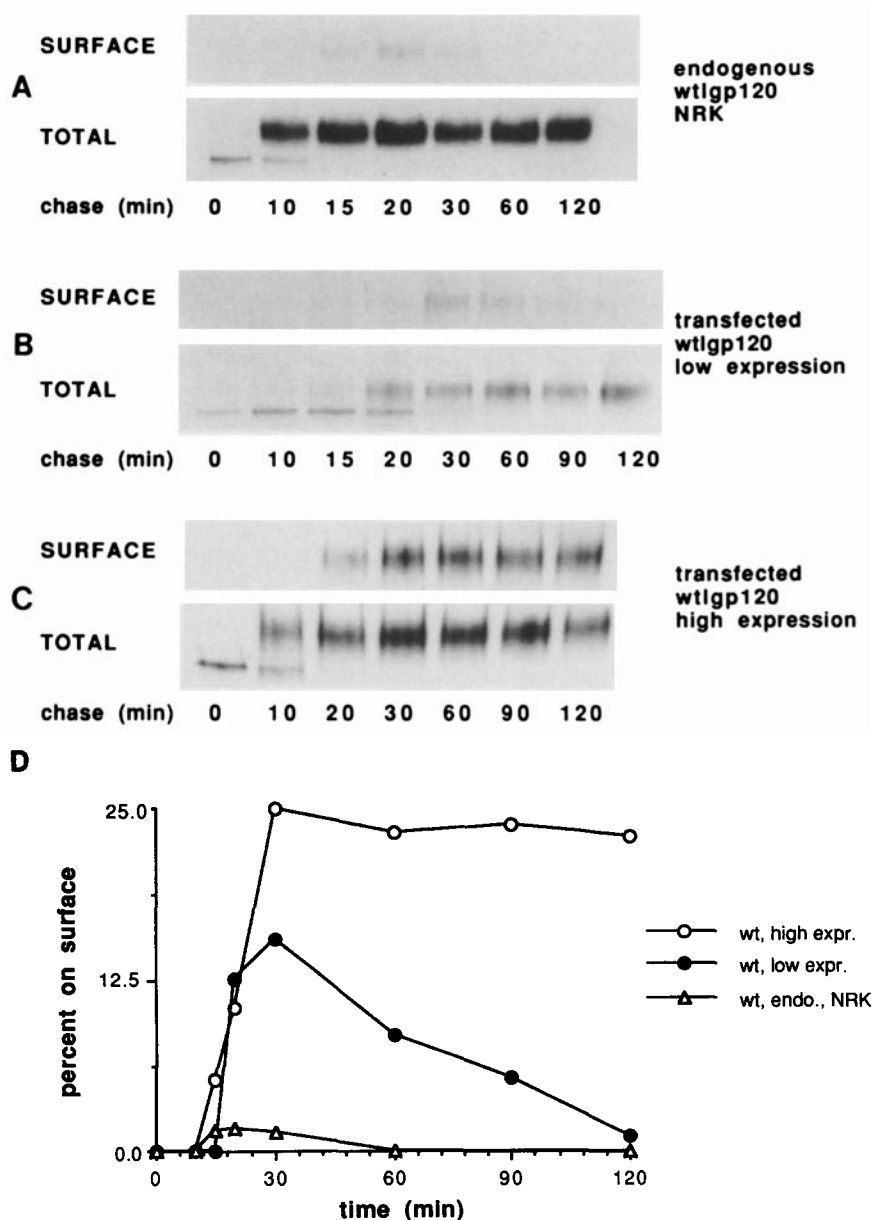 SURFACE
A
endogenous
wtlgp120
NRK
TOTAL
chase (min) 0 10 15 20 30 60 120
SURFACE
B
transfected
wtlgp120
low expression
TOTAL
chase (min) 0 10 15 20 30 60 90 120
SURFACE
C
transfected
wtlgp120
high expression
TOTAL
chase (min) 0 10 20 30 60 90 120
D
25.0
12.5
0.0
percent on surface
0 30 60 90 120
time (min)
wt, high expr.
wt, low expr.
wt, endo., NRK